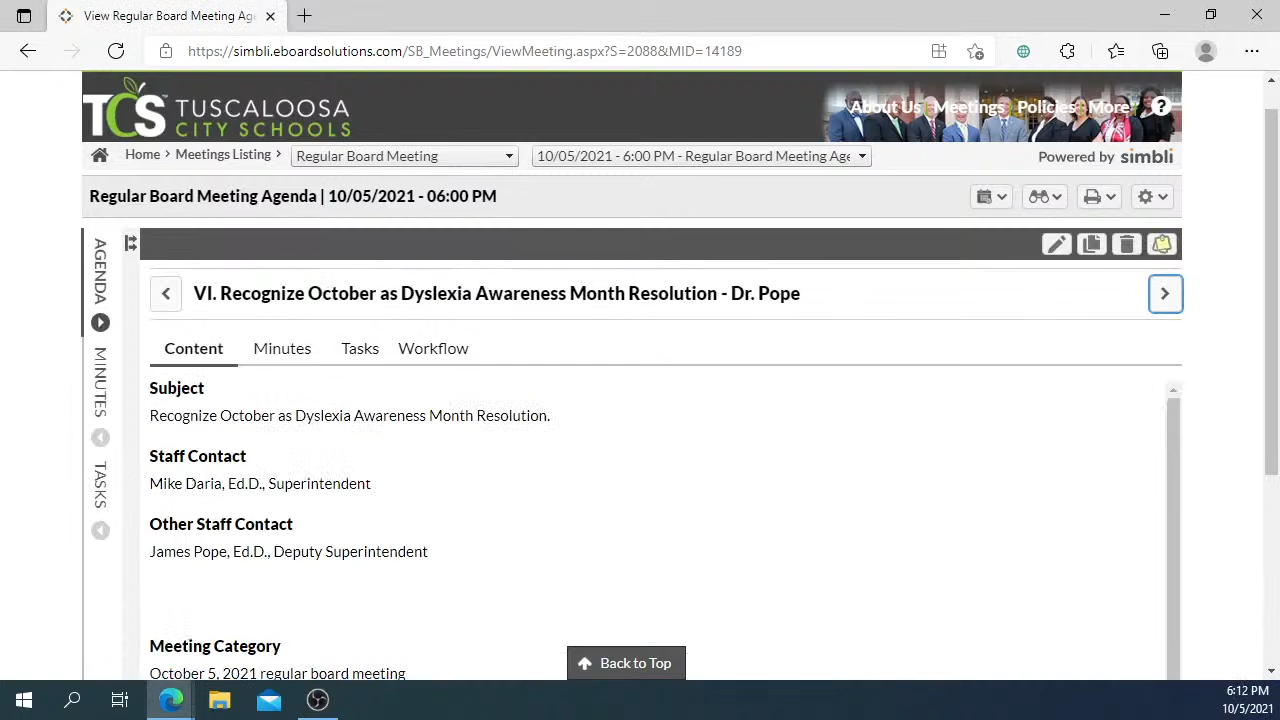 View Regular Board Meeting Age
https://simbli.eboardsolutions.com/SB_Meetings/ViewMeeting.aspx?S=2088&MID=14189
TCS TUSCALOOSA
CITY SCHOOLS
About Us Meetings Policies More
Home Meetings Listing Regular Board Meeting 10/05/2021 - 6:00 PM - Regular Board Meeting Age Powered by simbli
Regular Board Meeting Agenda | 10/05/2021 - 06:00 PM
AGENDA
MINUTES
TASKS
VI. Recognize October as Dyslexia Awareness Month Resolution - Dr. Pope
Content Minutes Tasks Workflow
Subject
Recognize October as Dyslexia Awareness Month Resolution.
Staff Contact
Mike Daria, Ed.D., Superintendent
Other Staff Contact
James Pope, Ed.D., Deputy Superintendent
Meeting Category
October 5, 2021 regular board meeting
Back to Top
6:12 PM
10/5/2021